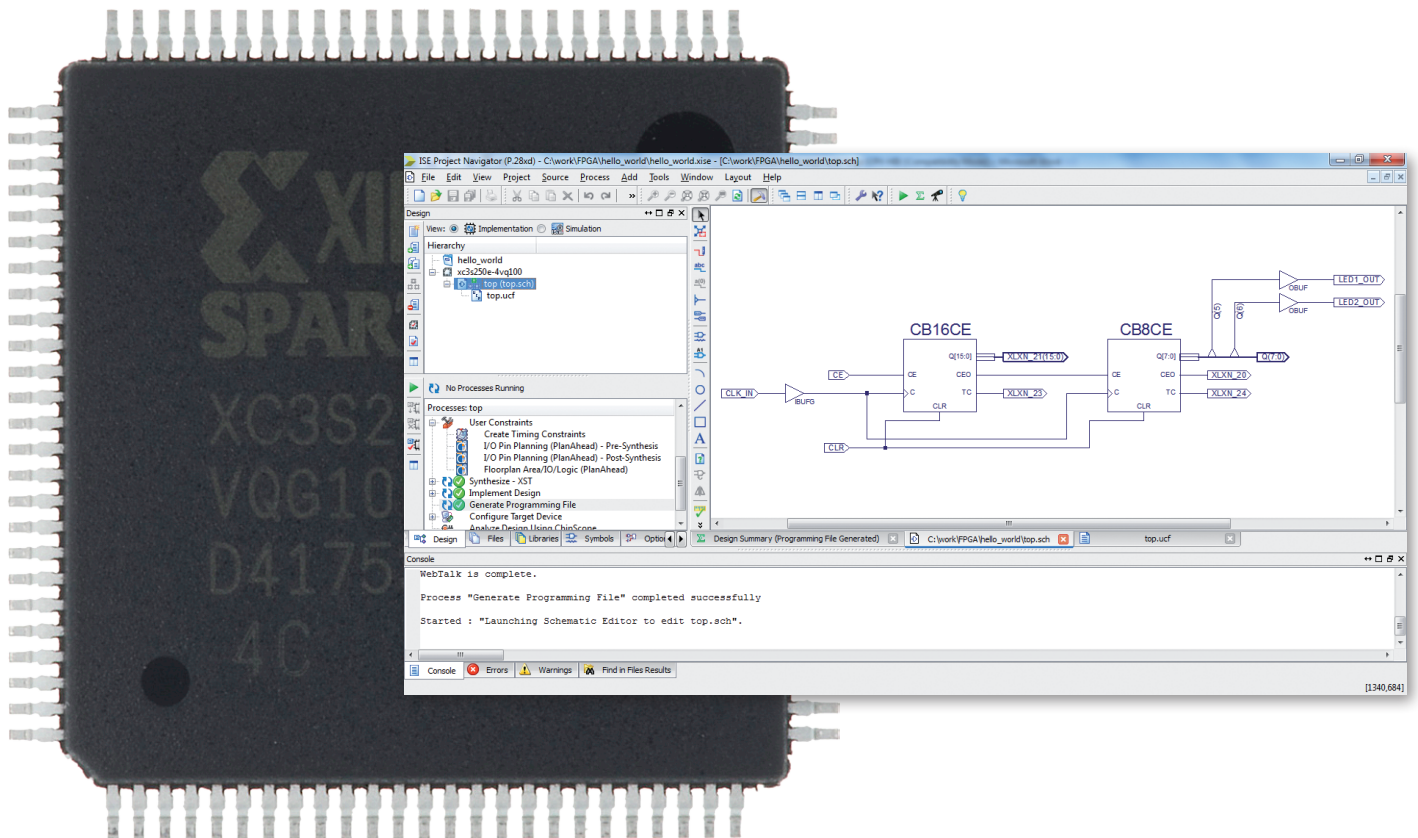 XI
SPAR
XC3S2
VQG10
D4175
4C
ISE Project Navigator (P.28xd) - C:\work\FPGA\hello_world\hello_world.xise - [C:\work\FPGA\hello_world\top.sch]
File Edit View Project Source Process Add Tools Window Layout Help
Design
View: Implementation Simulation
Hierarchy
hello_world
xc3s250e-4vq100
top (top.sch)
top.ucf
No Processes Running
Processes: top
User Constraints
Create Timing Constraints
I/O Pin Planning (PlanAhead) - Pre-Synthesis
I/O Pin Planning (PlanAhead) - Post-Synthesis
Floorplan Area/IO/Logic (PlanAhead)
Synthesize - XST
Implement Design
Generate Programming File
Configure Target Device
Analyze Design Using ChipScope
Design Files Libraries Symbols Optio
LED1_OUT
OBUF
LED2_OUT
OBUF
Q(5) Q(6)
CB16CE CB8CE
Q[15:0] XLXN_21(15:0) Q[7:0] Q(7:0)
CE CE CEO CE CEO XLXN_20
CLK_IN IBUFG C TC XLXN_23 C TC XLXN_24
CLR CLR
CLR
Design Summary (Programming File Generated) C:\work\FPGA\hello_world\top.sch top.ucf
Console
WebTalk is complete.
Process "Generate Programming File" completed successfully
Started : "Launching Schematic Editor to edit top.sch".
Console Errors Warnings Find in Files Results
[1340,684]